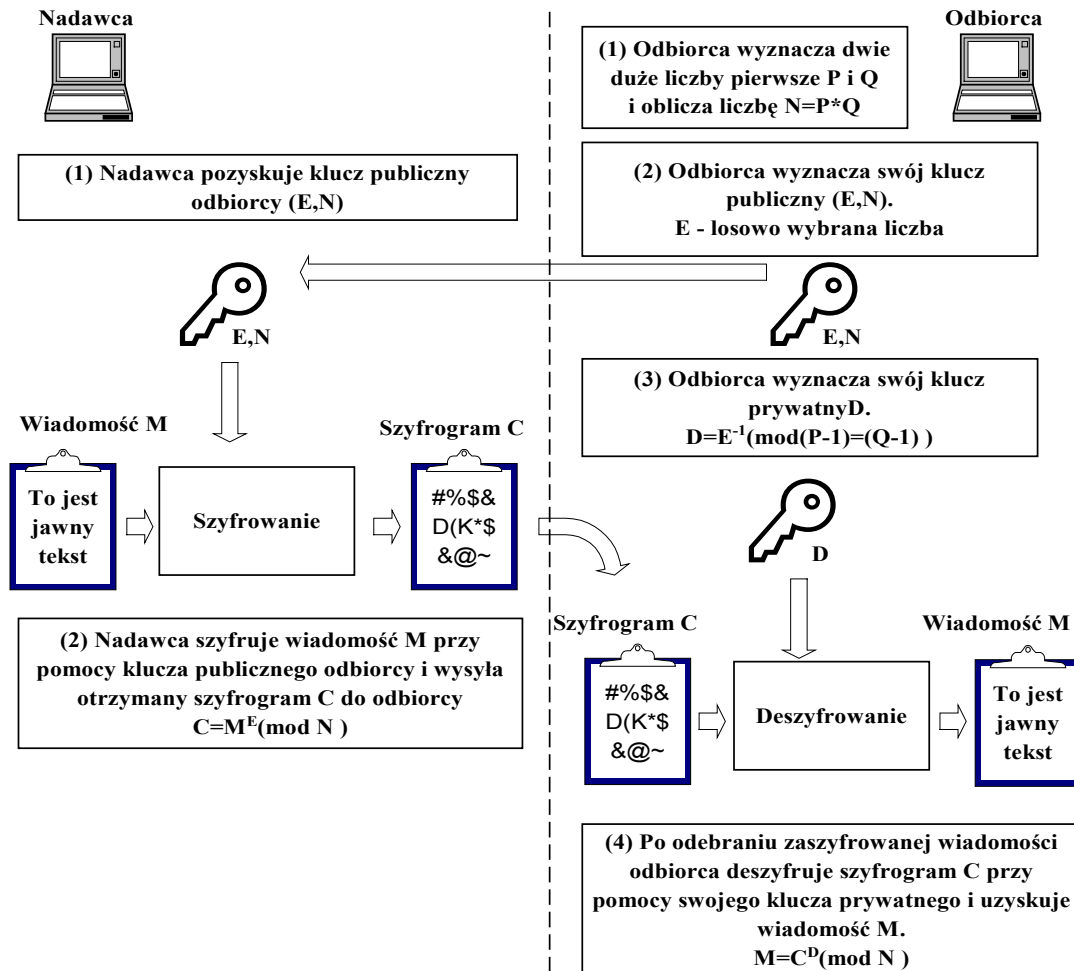 Nadawca
(1) Nadawca pozyskuje klucz publiczny
odbiorcy (E,N)
E,N
Wiadomość M
To jest
jawny
tekst
Szyfrowanie
Szyfrogram C
#%$&
D(K*$
&@~
(2) Nadawca szyfruje wiadomość M przy
pomocy klucza publicznego odbiorcy i wysyła
otrzymany szyfrogram C do odbiorcy
C=M^E(mod N )
Odbiorca
(1) Odbiorca wyznacza dwie
duże liczby pierwsze P i Q
i oblicza liczbę N=P*Q
(2) Odbiorca wyznacza swój klucz
publiczny (E,N).
E - losowo wybrana liczba
E,N
(3) Odbiorca wyznacza swój klucz
prywatnyD.
D=E^-1(mod(P-1)=(Q-1) )
D
Szyfrogram C
#%$&
D(K*$
&@~
Deszyfrowanie
Wiadomość M
To jest
jawny
tekst
(4) Po odebraniu zaszyfrowanej wiadomości
odbiorca deszyfruje szyfrogram C przy
pomocy swojego klucza prywatnego i uzyskuje
wiadomość M.
M=C^D(mod N )